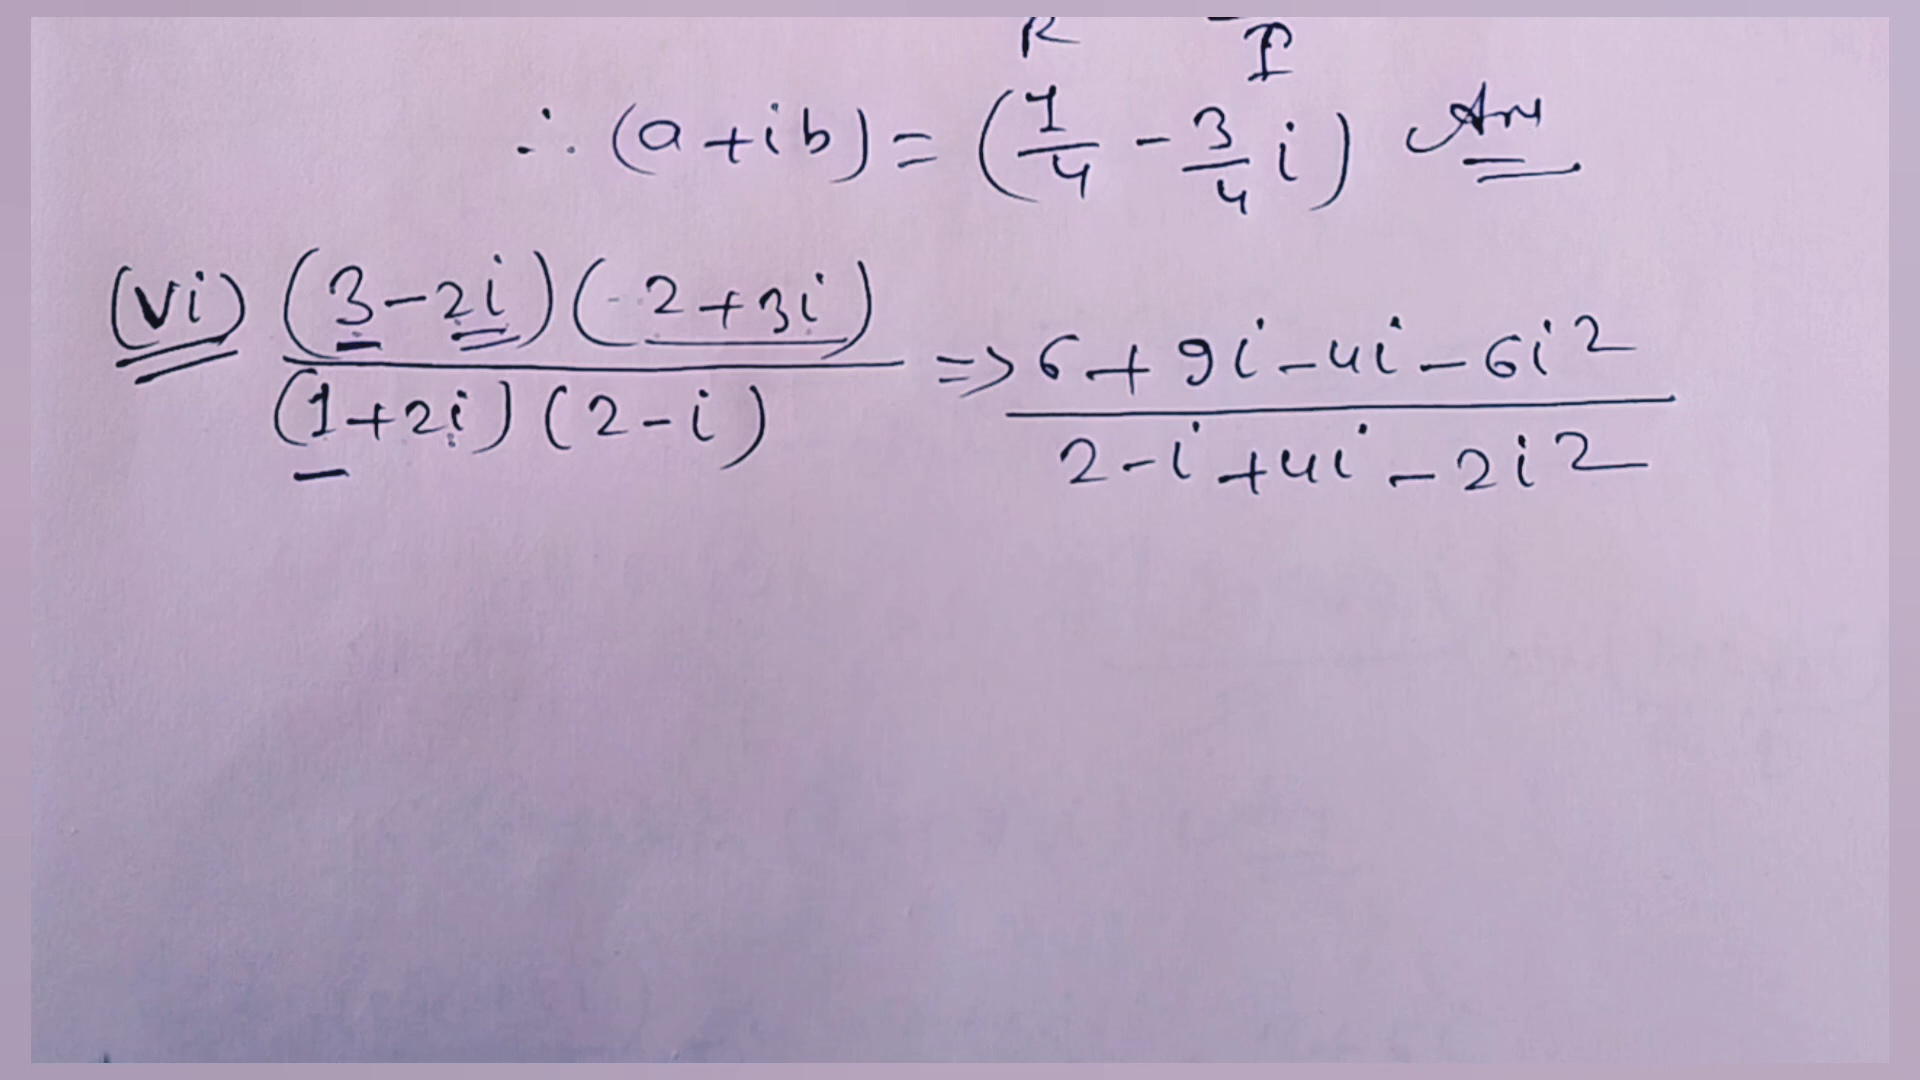 R I
∴ (a+ib) = (1/4 - 3/4 i) Ans
(vi) (3-2i)(2+3i) / (1+2i)(2-i) => 6+9i-4i-6i² / 2-i+4i-2i²